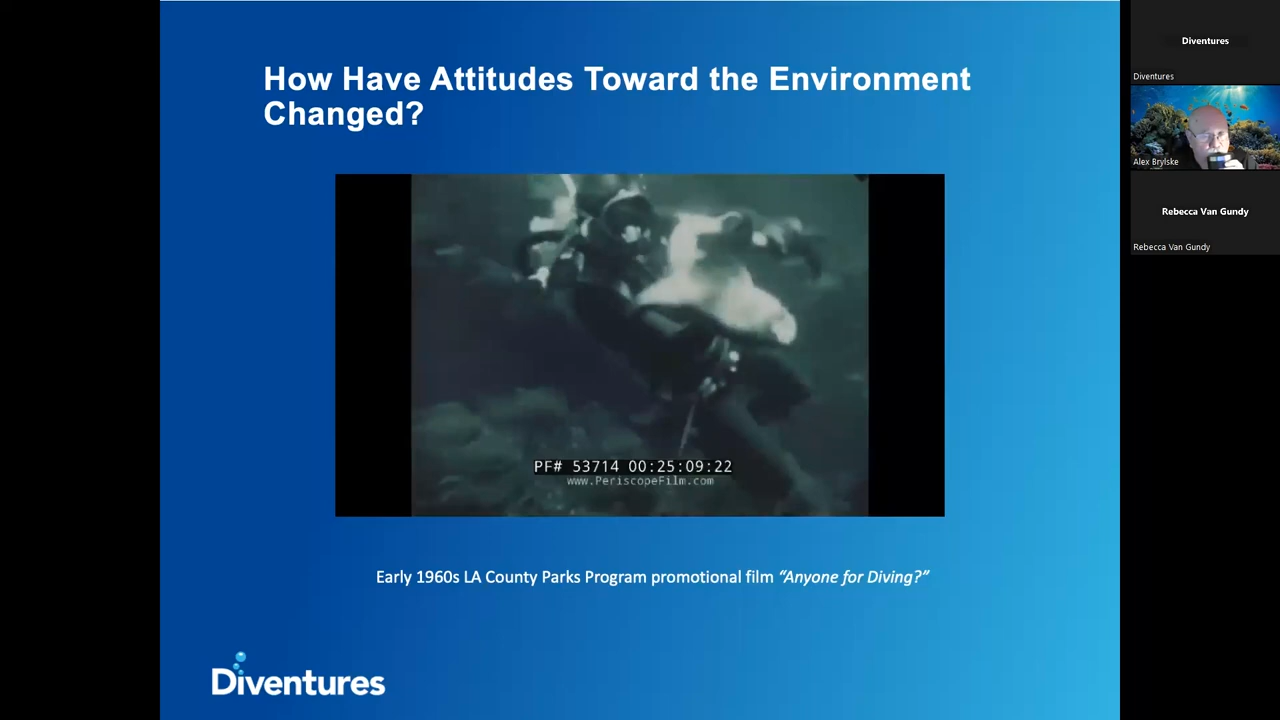 How Have Attitudes Toward the Environment
Changed?
PF# 53714 00:25:09:22
www.PeriscopeFilm.com
Early 1960s LA County Parks Program promotional film “Anyone for Diving?”
Diventures
Diventures
Diventures
Alex Brylske
Rebecca Van Gundy
Rebecca Van Gundy